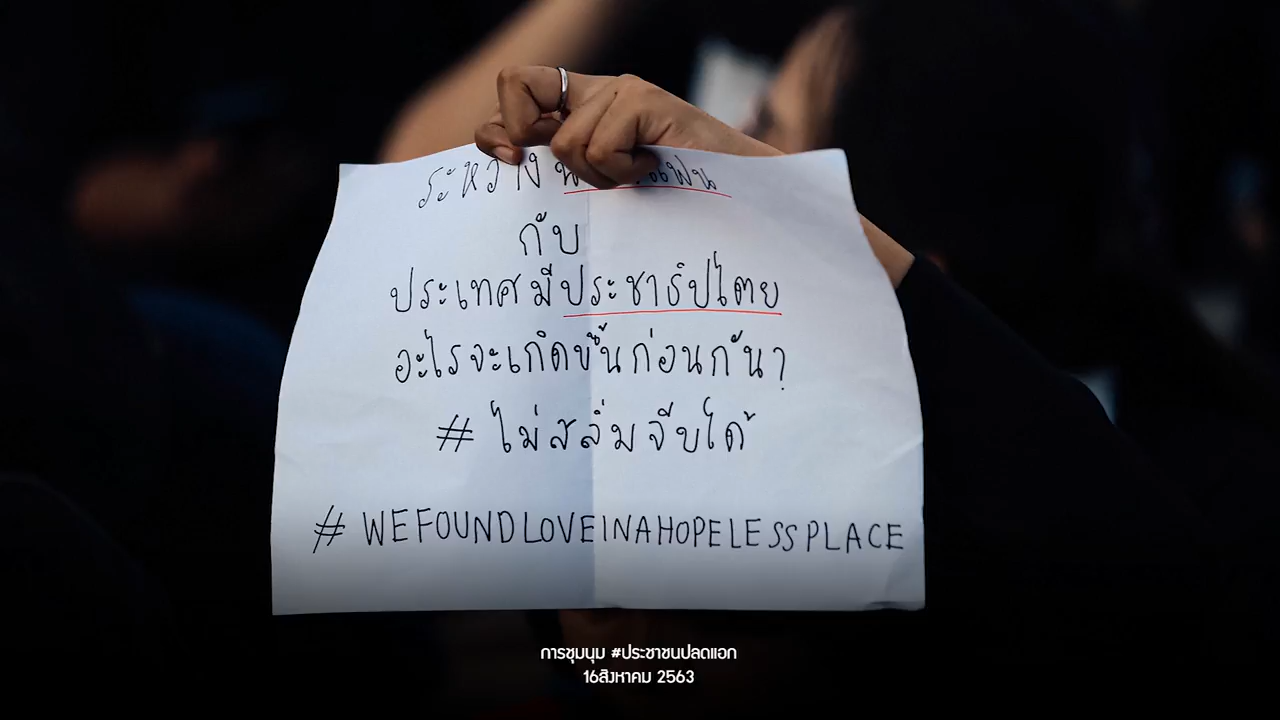 ระหว่าง แฟน
กับ
ประเทศมีประชาธิปไตย
อะไรจะเกิดขึ้นก่อนกัน?
# ไม่สลิ่มจีบได้
# WEFOUNDLOVEINAHOPELESSPLACE
การชุมนุม #ประชาชนปลดแอก
16สิงหาคม 2563